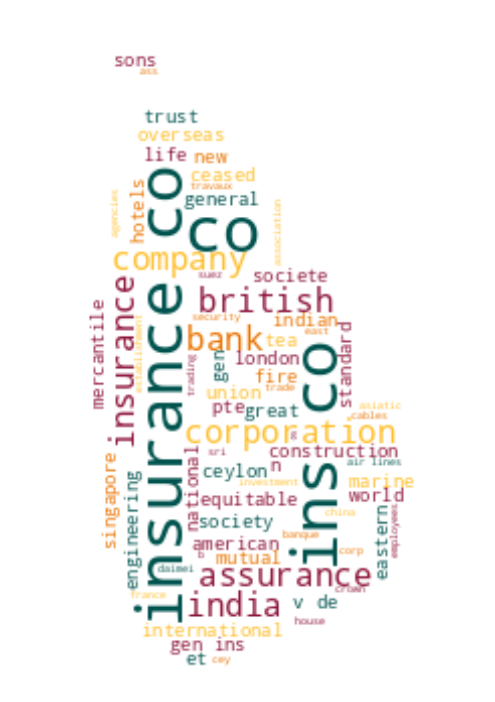 sons
ass
trust
overseas
life new
ceased
travaux
hotels
general
agencies
co
co
association
company
suez
societe
insurance
british
mercantile
security
indian
establishment
bank
east
tea
standard
insurance
gen
london
trading
fire
trade
co
union
pte
great
asiatic
cables
corporation
s
construction
sri
national
singapore
ceylon
n
air lines
engineering
investment
marine
equitable
world
ins
society
china
eastern
employees
banque
american
corp
b
mutual
daimei
assurance
crown
france
india
v de
house
international
gen ins
et
cey